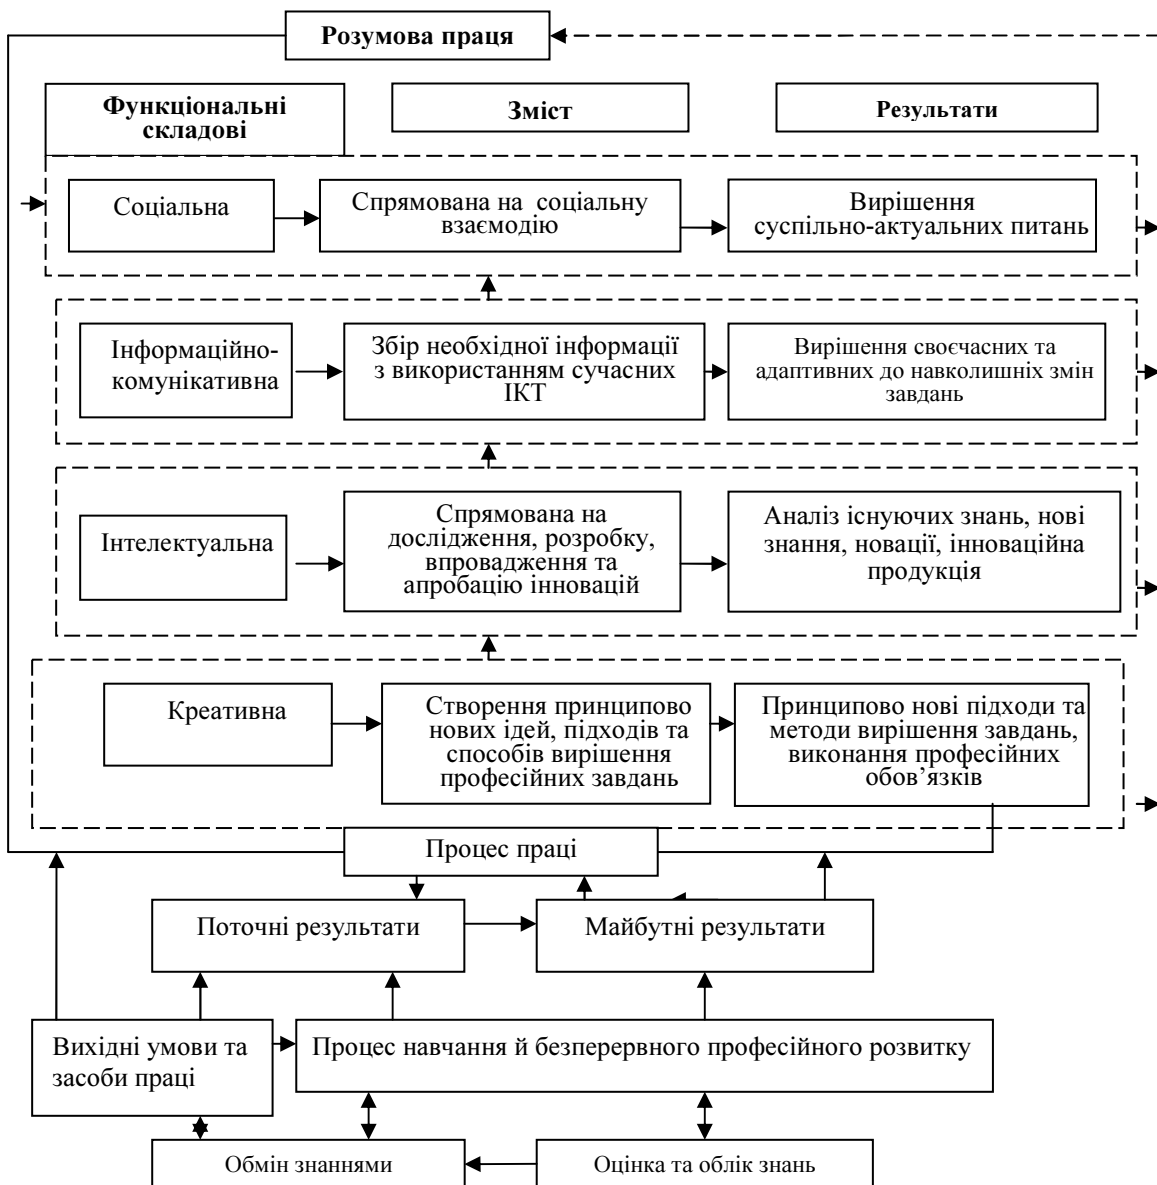 Розумова праця
Функціональні
складові
Зміст
Результати
Соціальна
Спрямована на соціальну
взаємодію
Вирішення
суспільно-актуальних питань
Інформаційно-
комунікативна
Збір необхідної інформації
з використанням сучасних
ІКТ
Вирішення своєчасних та
адаптивних до навколишніх змін
завдань
Інтелектуальна
Спрямована на
дослідження, розробку,
впровадження та
апробацію інновацій
Аналіз існуючих знань, нові
знання, новації, інноваційна
продукція
Креативна
Створення принципово
нових ідей, підходів та
способів вирішення
професійних завдань
Принципово нові підходи та
методи вирішення завдань,
виконання професійних
обов’язків
Процес праці
Поточні результати
Майбутні результати
Вихідні умови та
засоби праці
Процес навчання й безперервного професійного розвитку
Обмін знаннями
Оцінка та облік знань